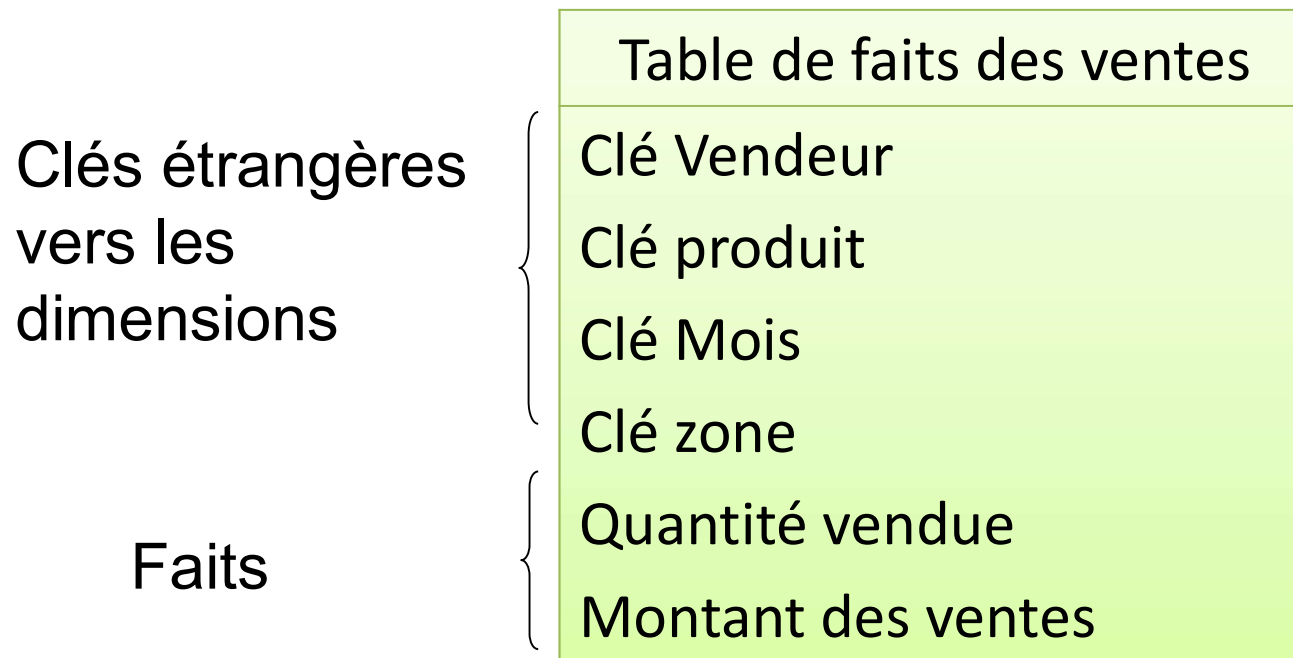 Table de faits des ventes
Clés étrangères
vers les
dimensions
Clé Vendeur
Clé produit
Clé Mois
Clé zone
Faits
Quantité vendue
Montant des ventes